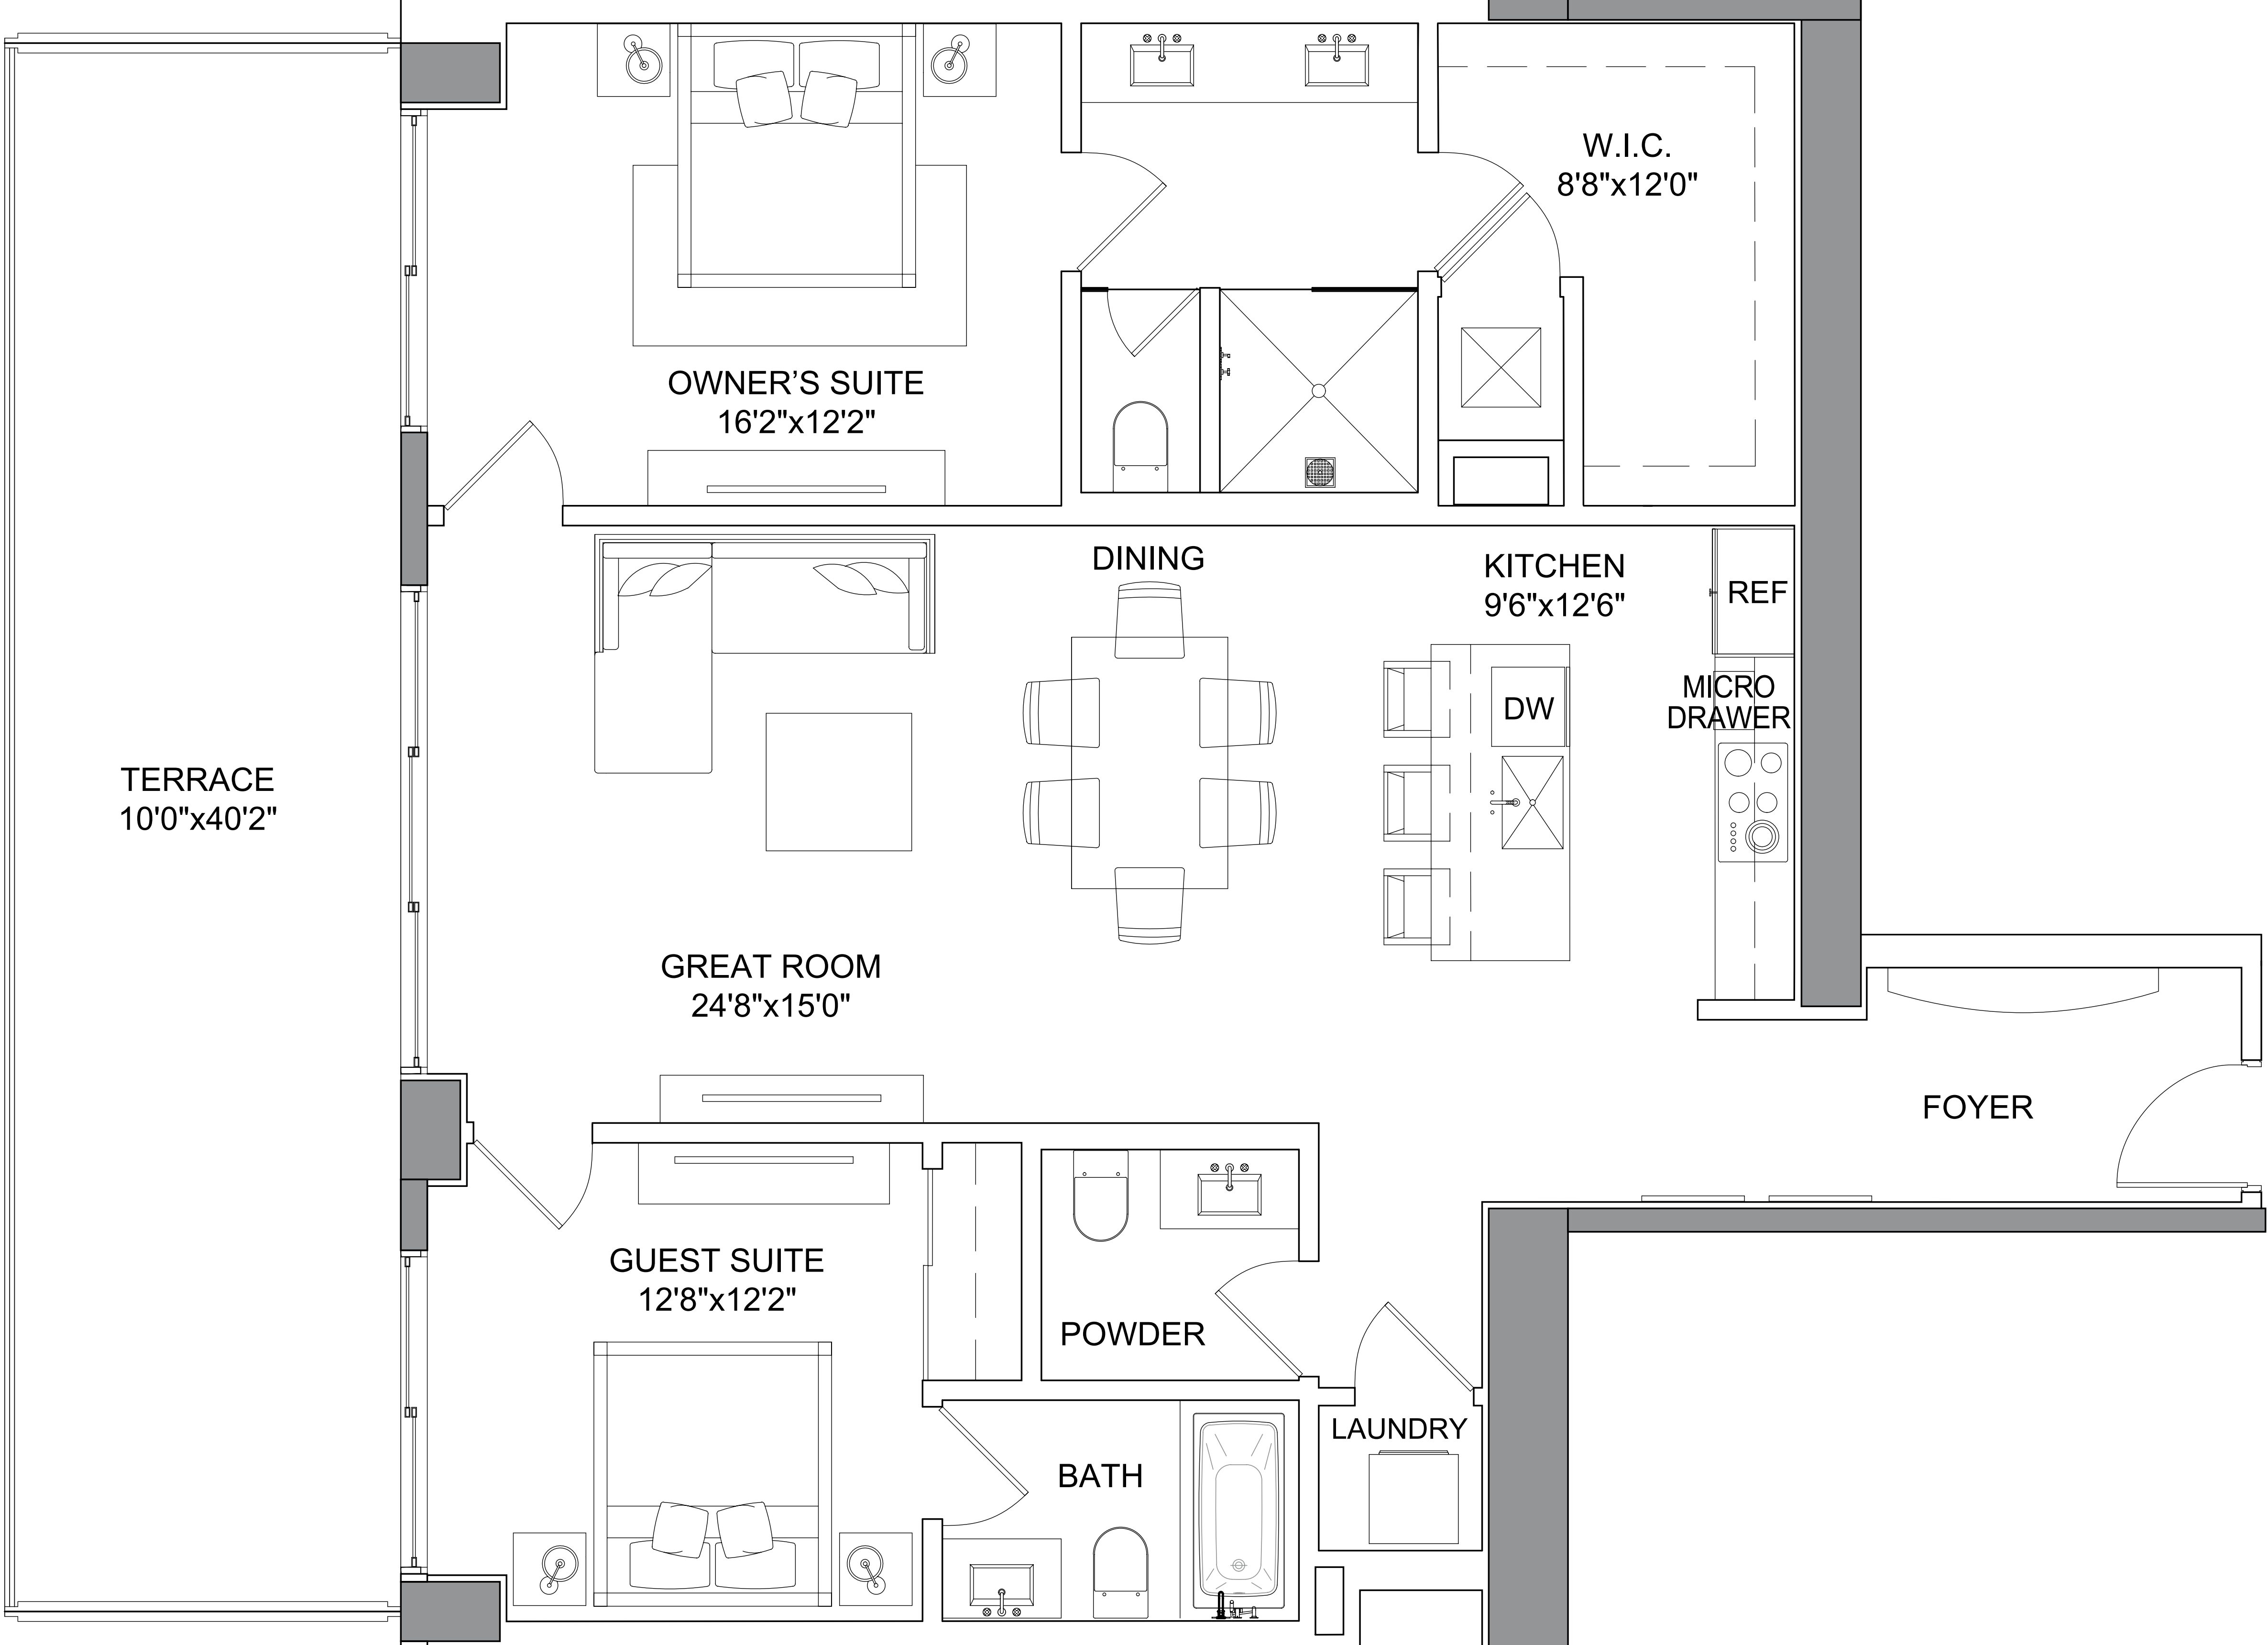 W.I.C.
8'8"x12'0"
OWNER'S SUITE
16'2"x12'2"
DINING
KITCHEN
9'6"x12'6"
REF
MICRO
DRAWER
DW
TERRACE
10'0"x40'2"
GREAT ROOM
24'8"x15'0"
FOYER
GUEST SUITE
12'8"x12'2"
POWDER
LAUNDRY
BATH